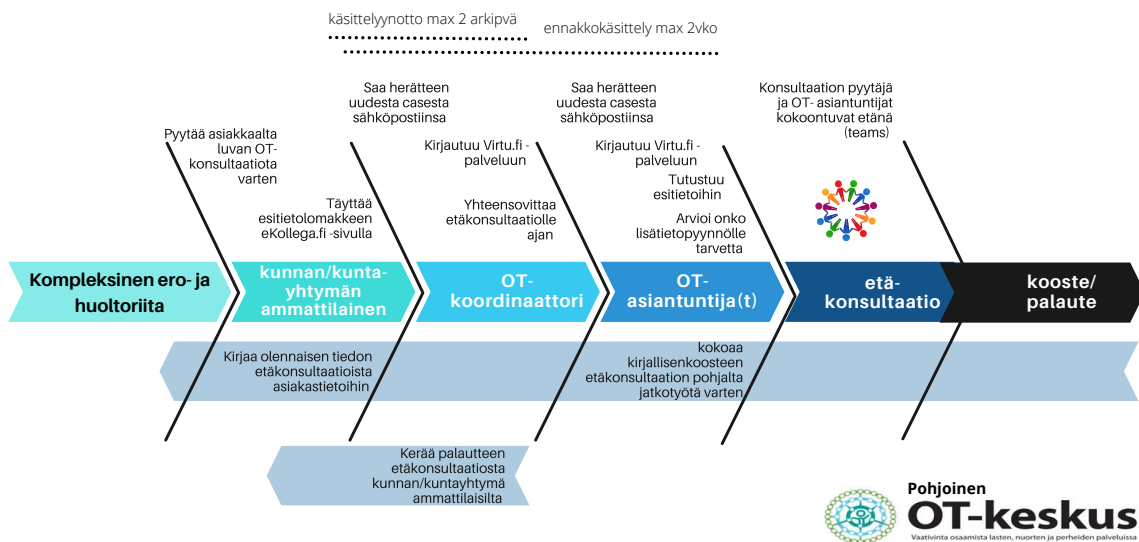 käsittelyynotto max 2 arkipvä
ennakkokäsittely max 2vko
Pyytää asiakkaalta
luvan OT-
konsultaatiota
varten
Täyttää
esitietolomakkeen
eKollega.fi -sivulla
Saa herätteen
uudesta casesta
sähköpostiinsa
Kirjautuu Virtu.fi -
palveluun
Yhteensovittaa
etäkonsultaatiolle
ajan
Saa herätteen
uudesta casesta
sähköpostiinsa
Kirjautuu Virtu.fi -
palveluun
Tutustuu
esitietoihin
Arvioi onko
lisätietopyynnölle
tarvetta
Konsultaation pyytäjä
ja OT- asiantuntijat
kokoontuvat etänä
(teams)
Kompleksinen ero- ja
huoltoriita
kunnan/kunta-
yhtymän
ammattilainen
OT-
koordinaattori
OT-
asiantuntija(t)
etä-
konsultaatio
kooste/
palaute
Kirjaa olennaisen tiedon
etäkonsultaatioista
asiakastietoihin
kokoaa
kirjallisenkoosteen
etäkonsultaation pohjalta
jatkotyötä varten
Kerää palautteen
etäkonsultaatiosta
kunnan/kuntayhtymä
ammattilaisilta
Pohjoinen
OT-keskus
Vaativinta osaamista lasten, nuorten ja perheiden palveluissa